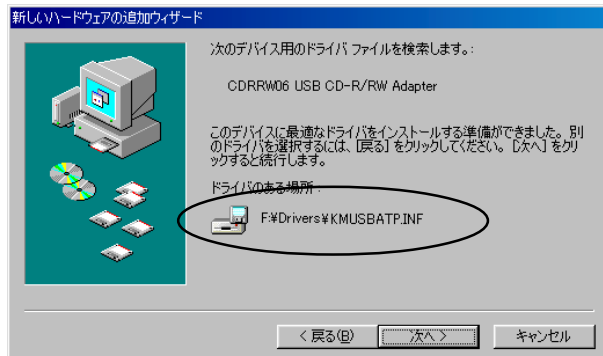 新しいハードウェアの追加ウィザード
次のデバイス用のドライバ ファイルを検索します。:
CDRRW06 USB CD-R/RW Adapter
このデバイスに最適なドライバをインストールする準備ができました。別
のドライバを選択するには、[戻る] をクリックしてください。[次へ] をクリ
ックすると続行します。
ドライバのある場所:
F:¥Drivers¥KMUSBATP.INF
< 戻る(B) 次へ > キャンセル